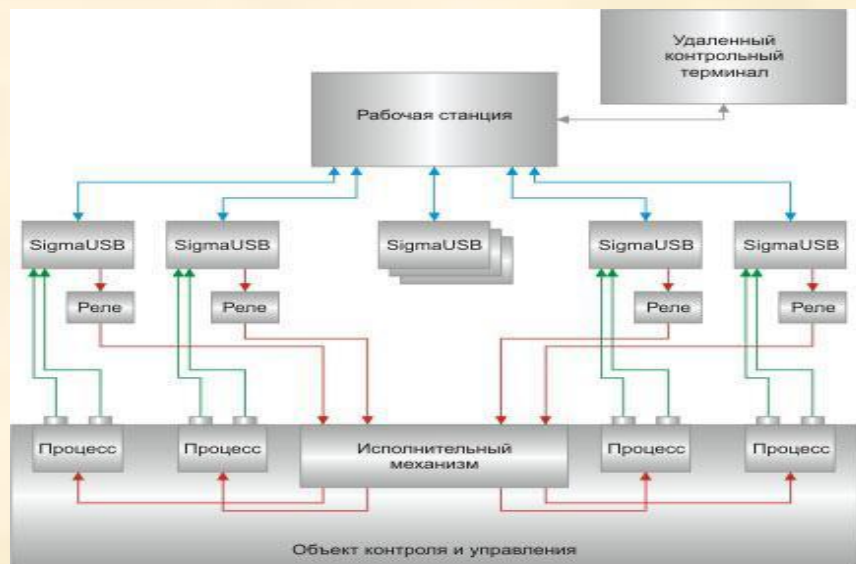 Удаленный
контрольный
терминал
Рабочая станция
SigmaUSB
SigmaUSB
SigmaUSB
SigmaUSB
SigmaUSB
Реле
Реле
Реле
Реле
Процесс
Процесс
Исполнительный
механизм
Процесс
Процесс
Объект контроля и управления